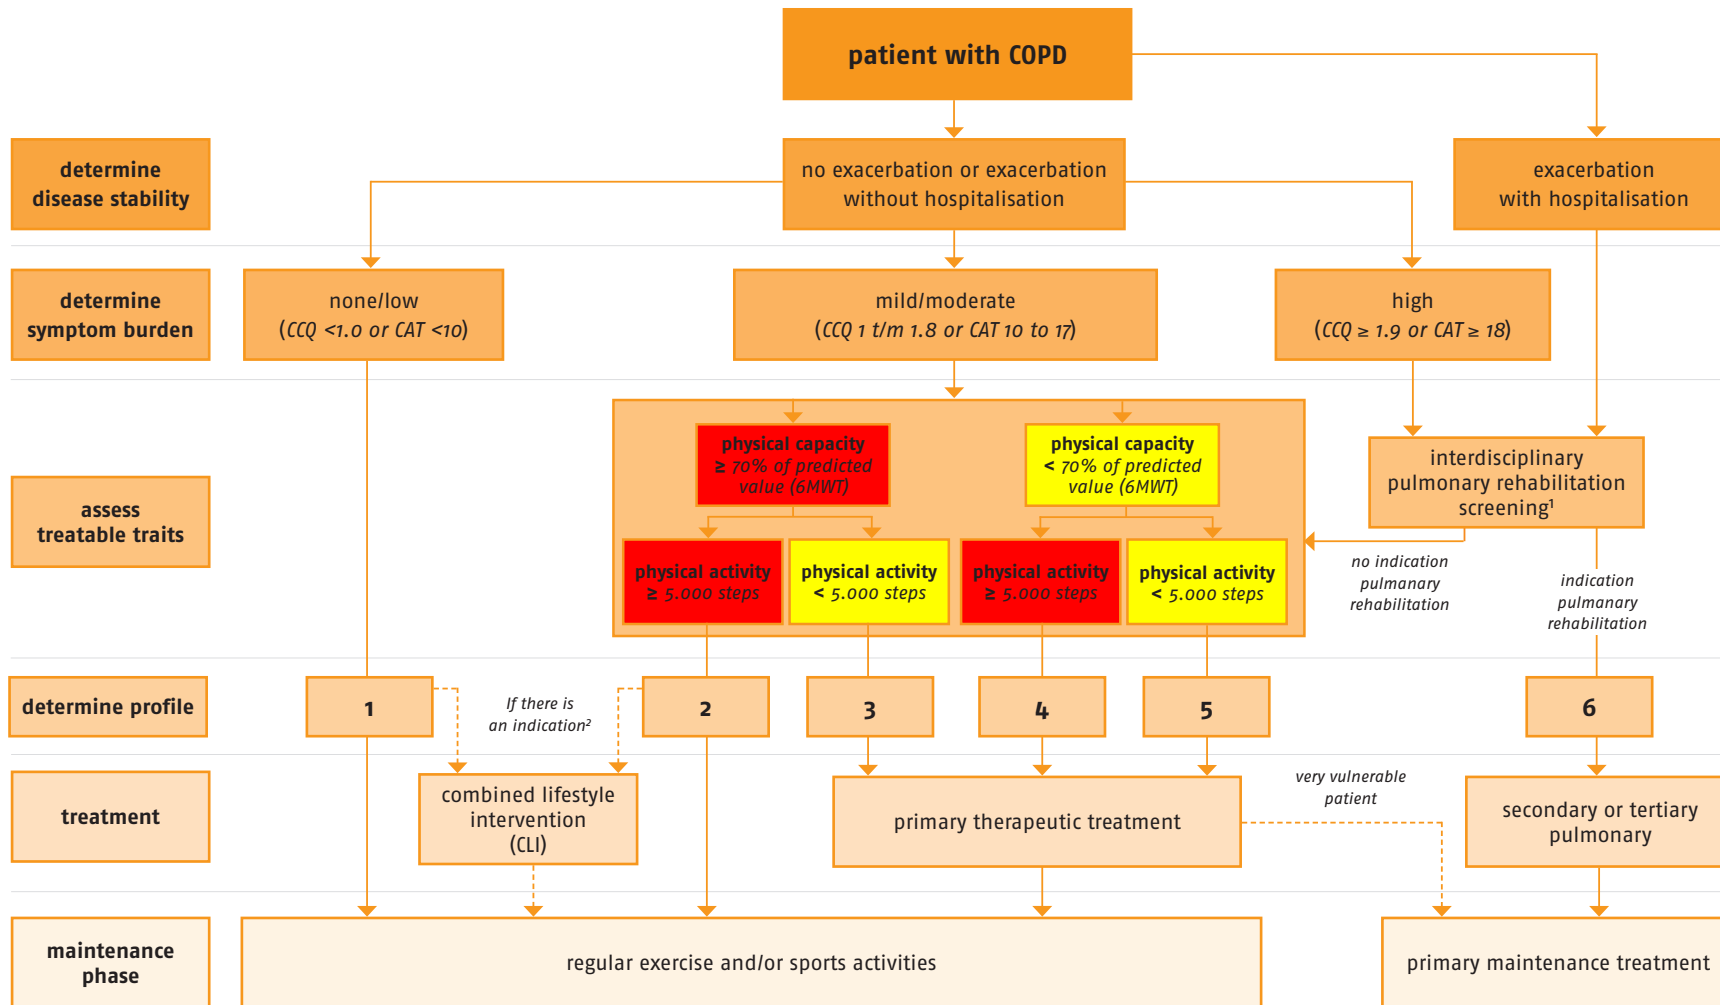 patient with COPD
determine
disease stability
no exacerbation or exacerbation
without hospitalisation
exacerbation
with hospitalisation
determine
symptom burden
none/low
(CCQ <1.0 or CAT <10)
mild/moderate
(CCQ 1 t/m 1.8 or CAT 10 to 17)
high
(CCQ ≥ 1.9 or CAT ≥ 18)
assess
treatable traits
physical capacity
≥ 70% of predicted
value (6MWT)
physical capacity
< 70% of predicted
value (6MWT)
interdisciplinary
pulmonary rehabilitation
screening¹
physical activity
≥ 5.000 steps
physical activity
< 5.000 steps
physical activity
≥ 5.000 steps
physical activity
< 5.000 steps
no indication
pulmanary
rehabilitation
indication
pulmanary
rehabilitation
determine profile
1
If there is
an indication²
2
3
4
5
6
treatment
combined lifestyle
intervention
(CLI)
primary therapeutic treatment
very vulnerable
patient
secondary or tertiary
pulmonary
maintenance
phase
regular exercise and/or sports activities
primary maintenance treatment